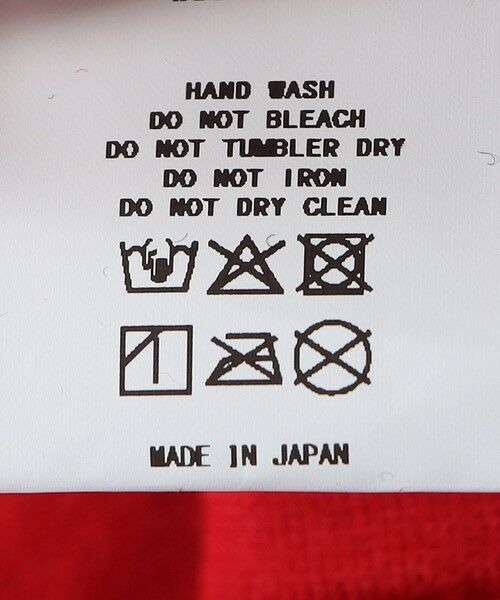 HAND WASH
DO NOT BLEACH
DO NOT TUMBLER DRY
DO NOT IRON
DO NOT DRY CLEAN
MADE IN JAPAN